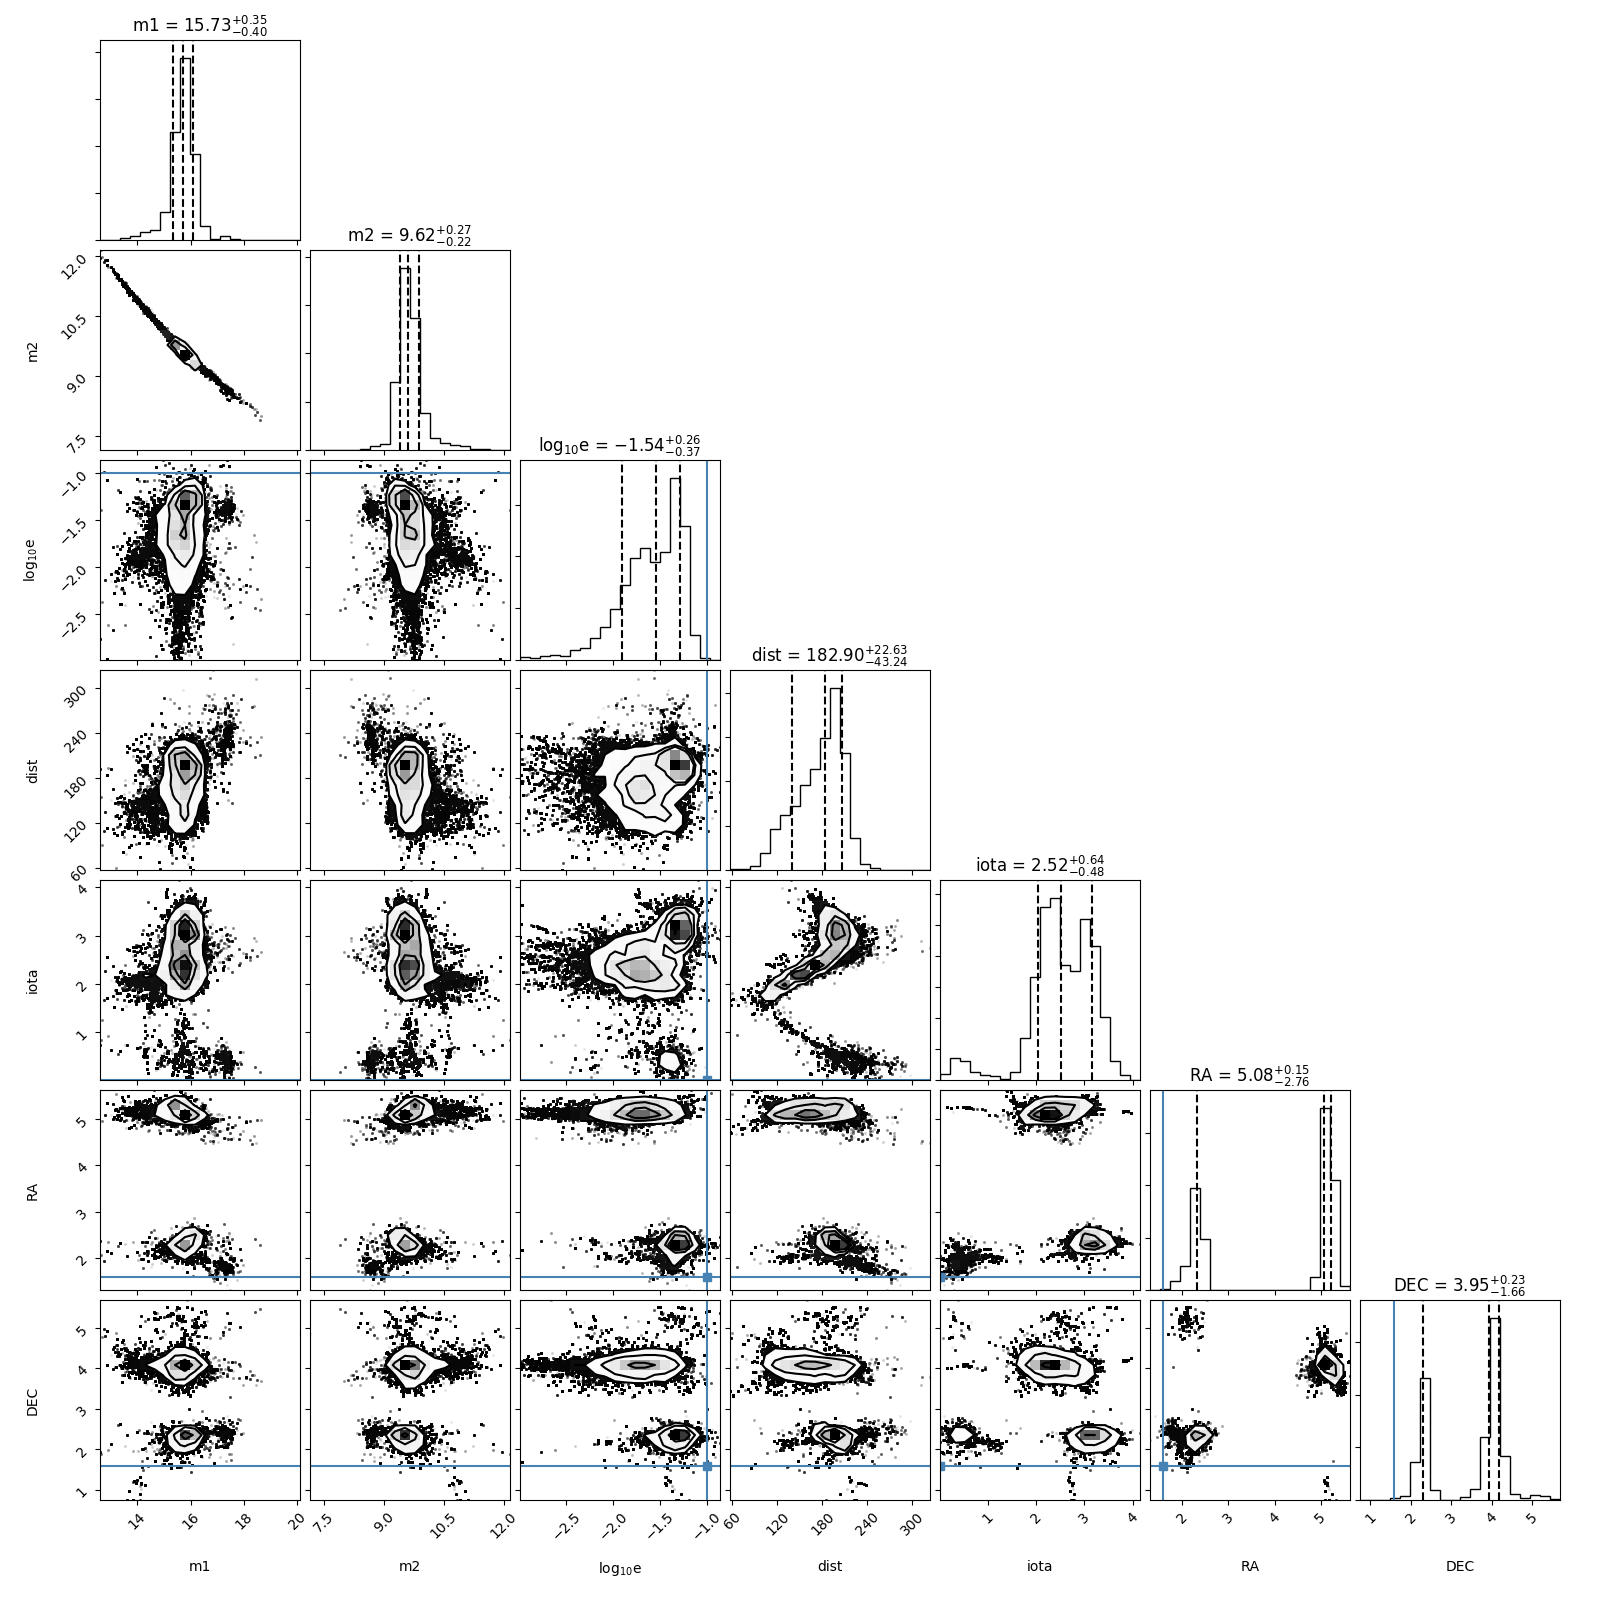 m1 = 15.73+0.35 −0.40
m2 = 9.62+0.27 −0.22
12.0
10.5
9.0
7.5
m2
log10e = −1.54+0.26 −0.37
−1.0
−1.5
−2.0
−2.5
log10e
dist = 182.90+22.63 −43.24
300
240
180
120
60
dist
iota = 2.52+0.64 −0.48
4
3
2
1
iota
RA = 5.08+0.15 −2.76
5
4
3
2
RA
DEC = 3.95+0.23 −1.66
5
4
3
2
1
DEC
14 16 18 20 7.5 9.0 10.5 12.0 −2.5 −2.0 −1.5 −1.0 60 120 180 240 300 1 2 3 4 2 3 4 5 1 2 3 4 5
m1 m2 log10e dist iota RA DEC